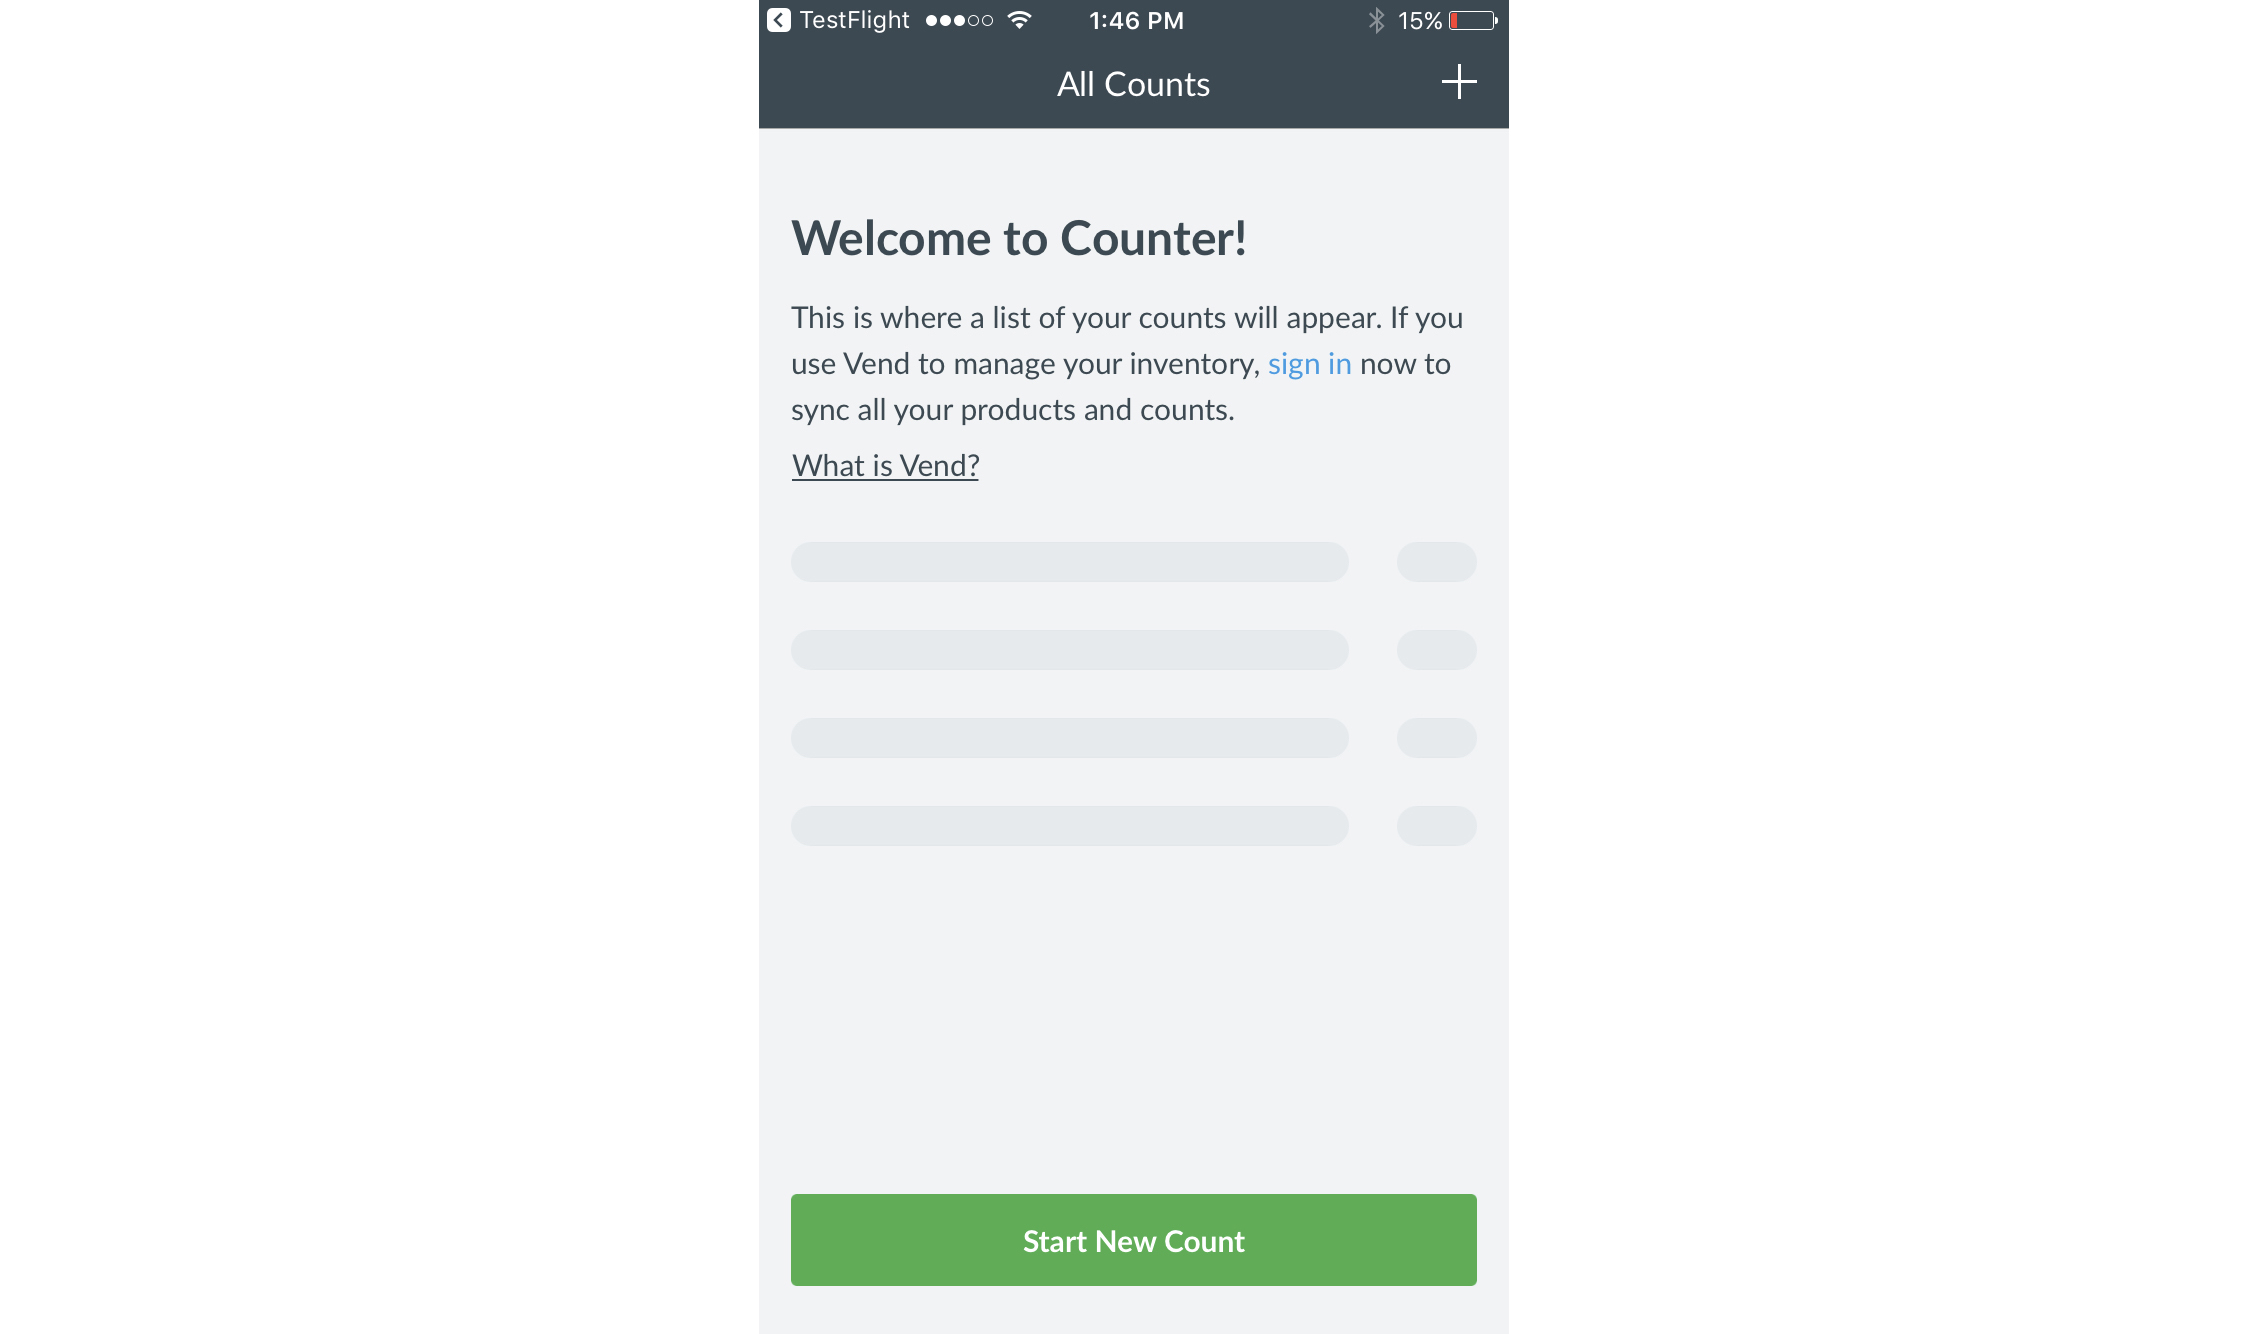 TestFlight 1:46 PM 15%
All Counts
Welcome to Counter!
This is where a list of your counts will appear. If you
use Vend to manage your inventory, sign in now to
sync all your products and counts.
What is Vend?
Start New Count